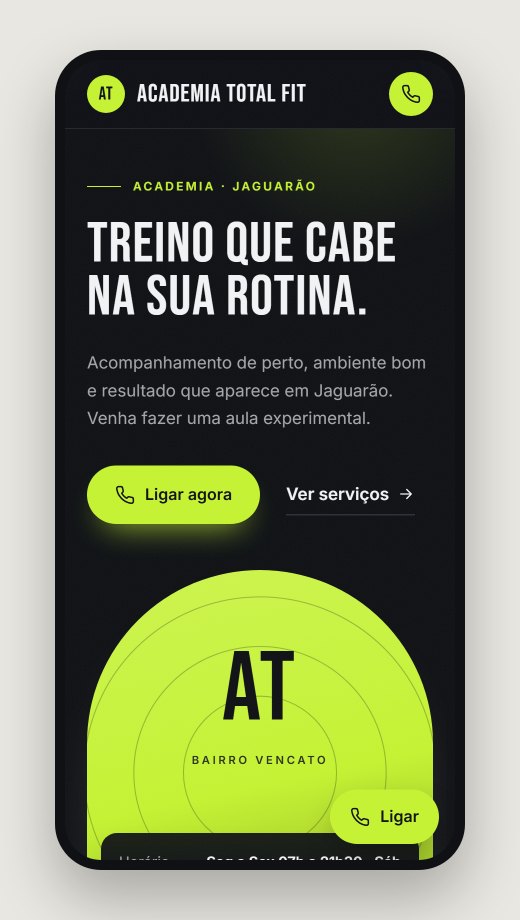 AT ACADEMIA TOTAL FIT
ACADEMIA · JAGUARÃO
TREINO QUE CABE
NA SUA ROTINA.
Acompanhamento de perto, ambiente bom
e resultado que aparece em Jaguarão.
Venha fazer uma aula experimental.
Ligar agora
Ver serviços →
AT
BAIRRO VENCATO
Ligar